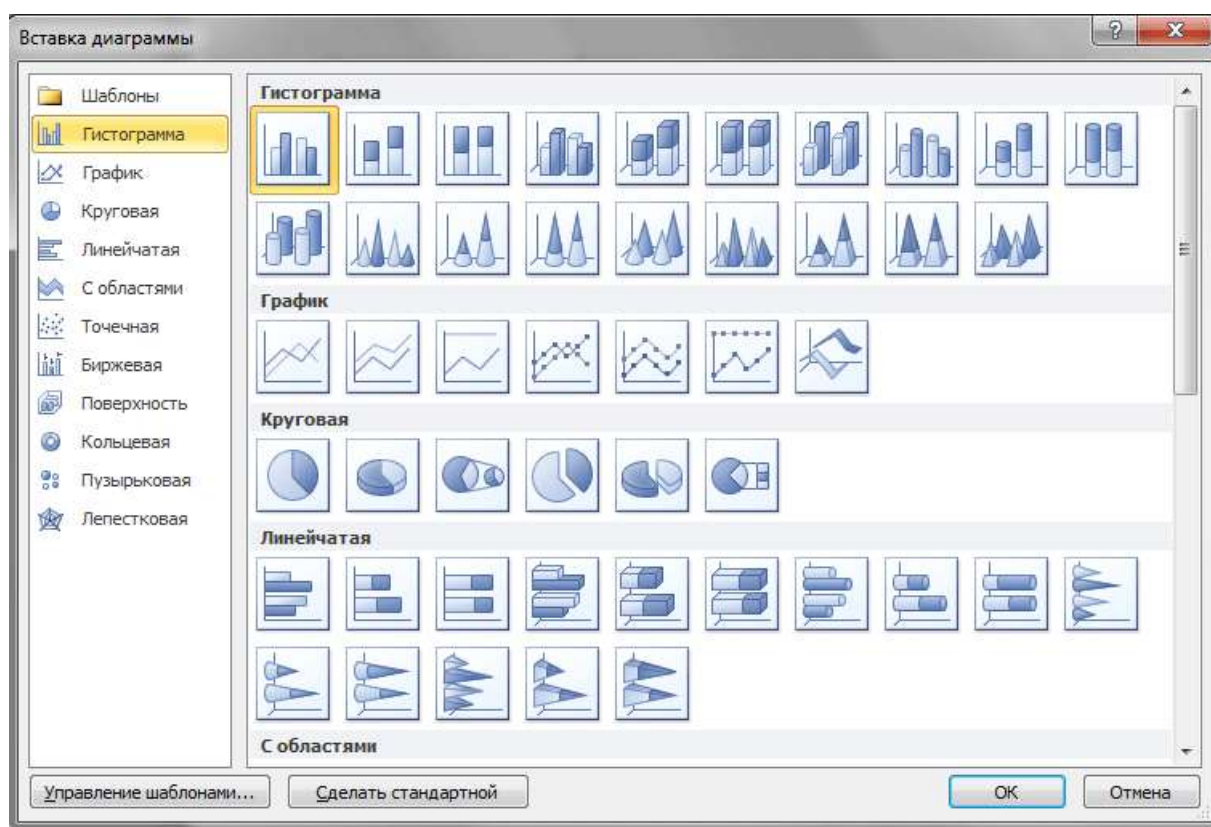 Вставка диаграммы
Шаблоны
Гистограмма
График
Круговая
Линейчатая
С областями
Точечная
Биржевая
Поверхность
Кольцевая
Пузырьковая
Лепестковая
Гистограмма
График
Круговая
Линейчатая
С областями
Управление шаблонами...
Сделать стандартной
ОК
Отмена